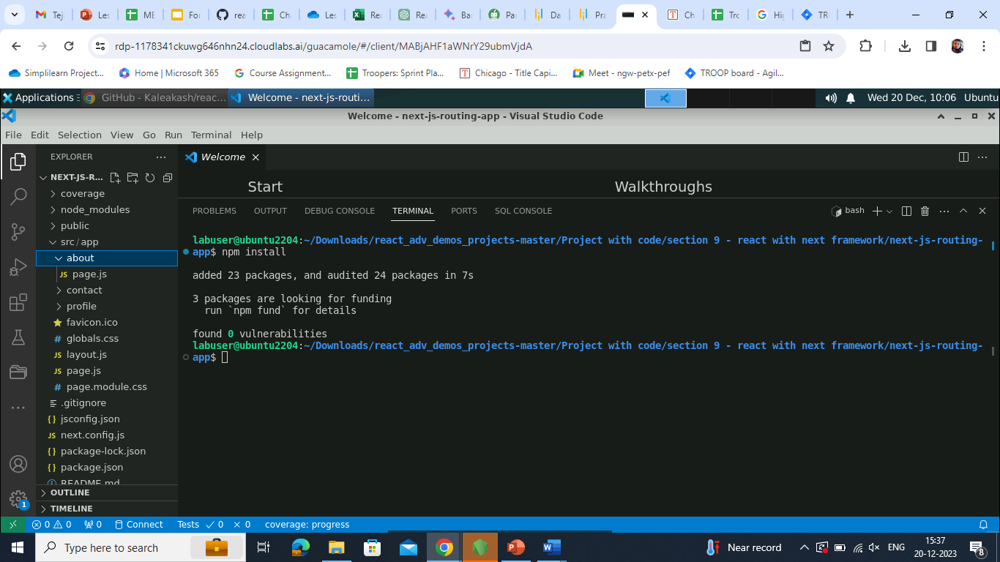 Tej
Les
ME
For
rea
Cha
Les
Rea
Rea
Ba
Par
Da
Pra
Ch
Tro
Hig
TR
rdp-1178341ckuwg646nhn24.cloudlabs.ai/guacamole/#/client/MABjAHF1aWNrY29ubmVjdA
Simplilearn Project...
Home | Microsoft 365
Course Assignment...
Troopers: Sprint Pla...
Chicago - Title Capi...
Meet - ngw-petx-pef
TROOP board - Agil...
Applications
GitHub - Kaleakash/reac...
Welcome - next-js-routi...
Wed 20 Dec, 10:06 Ubuntu
Welcome - next-js-routing-app - Visual Studio Code
File Edit Selection View Go Run Terminal Help
EXPLORER
NEXT-JS-R...
coverage
node_modules
public
src/app
about
JS page.js
contact
profile
favicon.ico
# globals.css
JS layout.js
JS page.js
# page.module.css
.gitignore
{} jsconfig.json
JS next.config.js
{} package-lock.json
{} package.json
README.md
OUTLINE
TIMELINE
Welcome
Start
Walkthroughs
PROBLEMS OUTPUT DEBUG CONSOLE TERMINAL PORTS SQL CONSOLE
bash
labuser@ubuntu2204:~/Downloads/react_adv_demos_projects-master/Project with code/section 9 - react with next framework/next-js-routing-
app$ npm install
added 23 packages, and audited 24 packages in 7s
3 packages are looking for funding
run `npm fund` for details
found 0 vulnerabilities
labuser@ubuntu2204:~/Downloads/react_adv_demos_projects-master/Project with code/section 9 - react with next framework/next-js-routing-
app$
1
0 0 0 Connect Tests 0 0 coverage: progress
Type here to search
Near record
ENG
15:37
20-12-2023
8